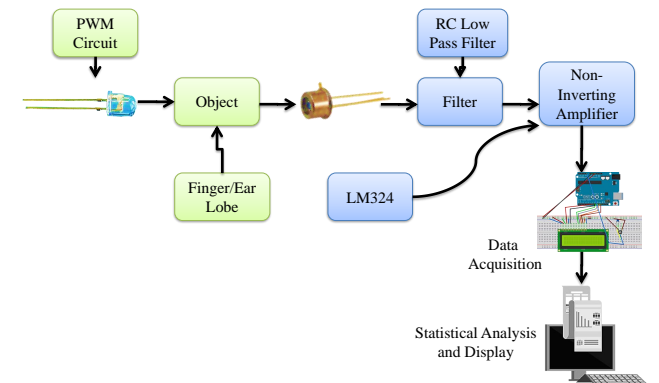 PWM
Circuit
RC Low
Pass Filter
Object
Filter
Non-
Inverting
Amplifier
Finger/Ear
Lobe
LM324
Data
Acquisition
Statistical Analysis
and Display